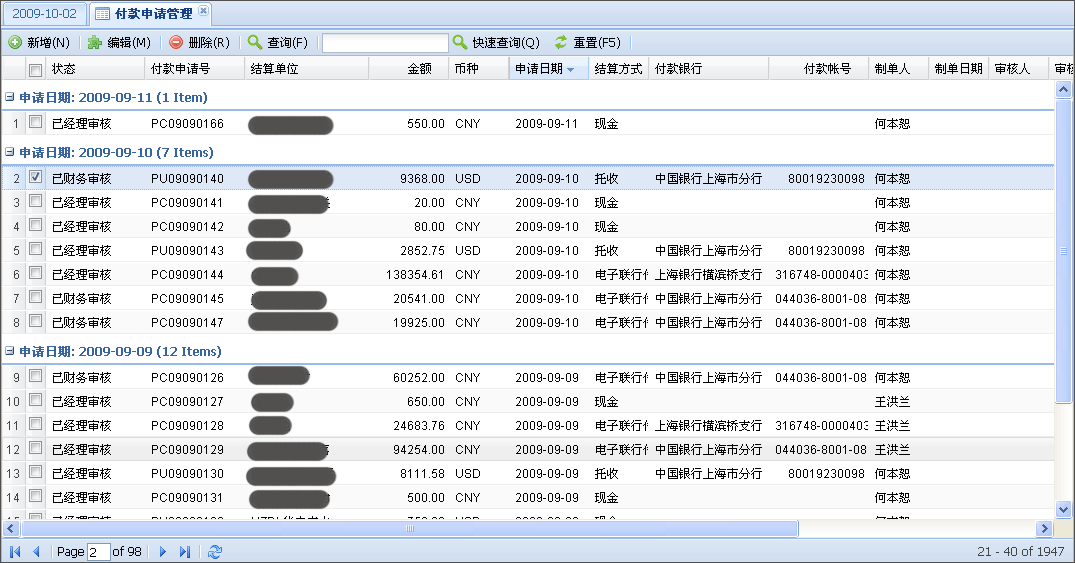 2009-10-02 付款申请管理
新增(N) 编辑(M) 删除(R) 查询(F) 快速查询(Q) 重置(F5)
状态 付款申请号 结算单位 金额 币种 申请日期 结算方式 付款银行 付款帐号 制单人 制单日期 审核人 审核
申请日期: 2009-09-11 (1 Item)
1 已经理审核 PC09090166 550.00 CNY 2009-09-11 现金 何本恕
申请日期: 2009-09-10 (7 Items)
2 已财务审核 PU09090140 9368.00 USD 2009-09-10 托收 中国银行上海市分行 80019230098 何本恕
3 已经理审核 PC09090141 20.00 CNY 2009-09-10 现金 何本恕
4 已经理审核 PC09090142 80.00 CNY 2009-09-10 现金 何本恕
5 已经理审核 PU09090143 2852.75 USD 2009-09-10 托收 中国银行上海市分行 80019230098 何本恕
6 已经理审核 PC09090144 138354.61 CNY 2009-09-10 电子联行 上海银行横滨桥支行 316748-0000403 何本恕
7 已财务审核 PC09090145 20541.00 CNY 2009-09-10 电子联行 中国银行上海市分行 044036-8001-08 何本恕
8 已财务审核 PC09090147 19925.00 CNY 2009-09-10 电子联行 中国银行上海市分行 044036-8001-08 何本恕
申请日期: 2009-09-09 (12 Items)
9 已财务审核 PC09090126 60252.00 CNY 2009-09-09 电子联行 中国银行上海市分行 044036-8001-08 何本恕
10 已经理审核 PC09090127 650.00 CNY 2009-09-09 现金 王洪兰
11 已经理审核 PC09090128 24683.76 CNY 2009-09-09 电子联行 上海银行横滨桥支行 316748-0000403 王洪兰
12 已经理审核 PC09090129 94254.00 CNY 2009-09-09 电子联行 中国银行上海市分行 044036-8001-08 王洪兰
13 已经理审核 PU09090130 8111.58 USD 2009-09-09 托收 中国银行上海市分行 80019230098 何本恕
14 已经理审核 PC09090131 500.00 CNY 2009-09-09 现金 何本恕
Page 2 of 98 21 - 40 of 1947